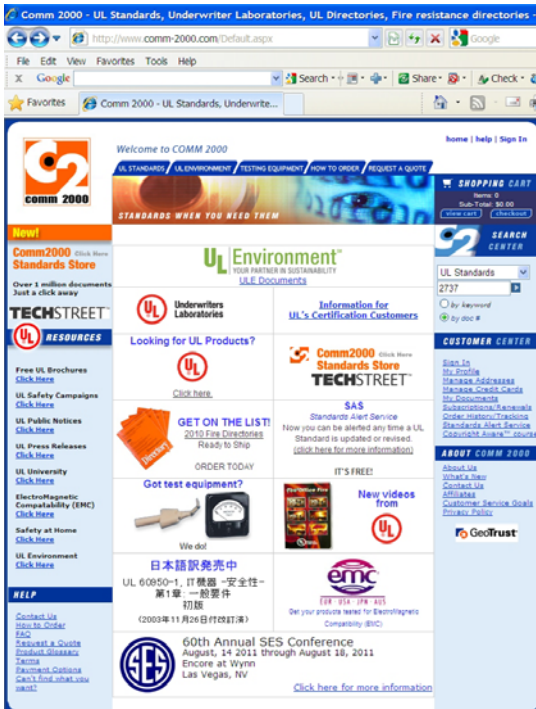 Comm 2000 - UL Standards, Underwriter Laboratories, UL Directories, Fire resistance directories -
http://www.comm-2000.com/Default.aspx
Google
File Edit View Favorites Tools Help
x Google
Search
Share
Check
Favorites
Comm 2000 - UL Standards, Underwrite...
home | help | Sign In
Welcome to COMM 2000
comm 2000
UL STANDARDS
UL ENVIRONMENT
TESTING EQUIPMENT
HOW TO ORDER
REQUEST A QUOTE
STANDARDS WHEN YOU NEED THEM
SHOPPING CART
Items: 0
Sub-Total: $0.00
view cart
checkout
SEARCH
CENTER
UL Standards
2737
by keyword
by doc #
CUSTOMER CENTER
Sign In
My Profile
Manage Addresses
Manage Credit Cards
My Documents
Subscriptions/Renewals
Order History/Tracking
Standards Alert Service
Copyright Aware™ course
ABOUT COMM 2000
About Us
What's New
Contact Us
Affiliates
Customer Service Goals
Privacy Policy
GeoTrust
New!
Comm2000 Click Here
Standards Store
Over 1 million documents
Just a click away
TECHSTREET
UL
RESOURCES
Free UL Brochures
Click Here
UL Safety Campaigns
Click Here
UL Public Notices
Click Here
UL Press Releases
Click Here
UL University
Click Here
ElectroMagnetic
Compatability (EMC)
Click Here
Safety at Home
Click Here
UL Environment
Click Here
HELP
Contact Us
How to Order
FAQ
Request a Quote
Product Glossary
Terms
Payment Options
Can't find what you
want?
UL Environment™
YOUR PARTNER IN SUSTAINABILITY
ULE Documents
UL
Underwriters
Laboratories
Information for
UL's Certification Customers
Looking for UL Products?
UL
Click here.
Comm2000 Click Here
Standards Store
TECHSTREET
Directory
GET ON THE LIST!
2010 Fire Directories
Ready to Ship
ORDER TODAY
SAS
Standards Alert Service
Now you can be alerted any time a UL
Standard is updated or revised.
(click here for more information)
IT'S FREE!
Got test equipment?
We do!
New videos
from
UL
日本語訳発売中
UL 60950-1, IT機器 -安全性-
第1章: 一般要件
初版
(2003年11月26日付改訂済)
emc
EUR · USA · JPN · AUS
Get your products tested for ElectroMagnetic
Compatibility (EMC)
SES
60th Annual SES Conference
August, 14 2011 through August 18, 2011
Encore at Wynn
Las Vegas, NV
Click here for more information